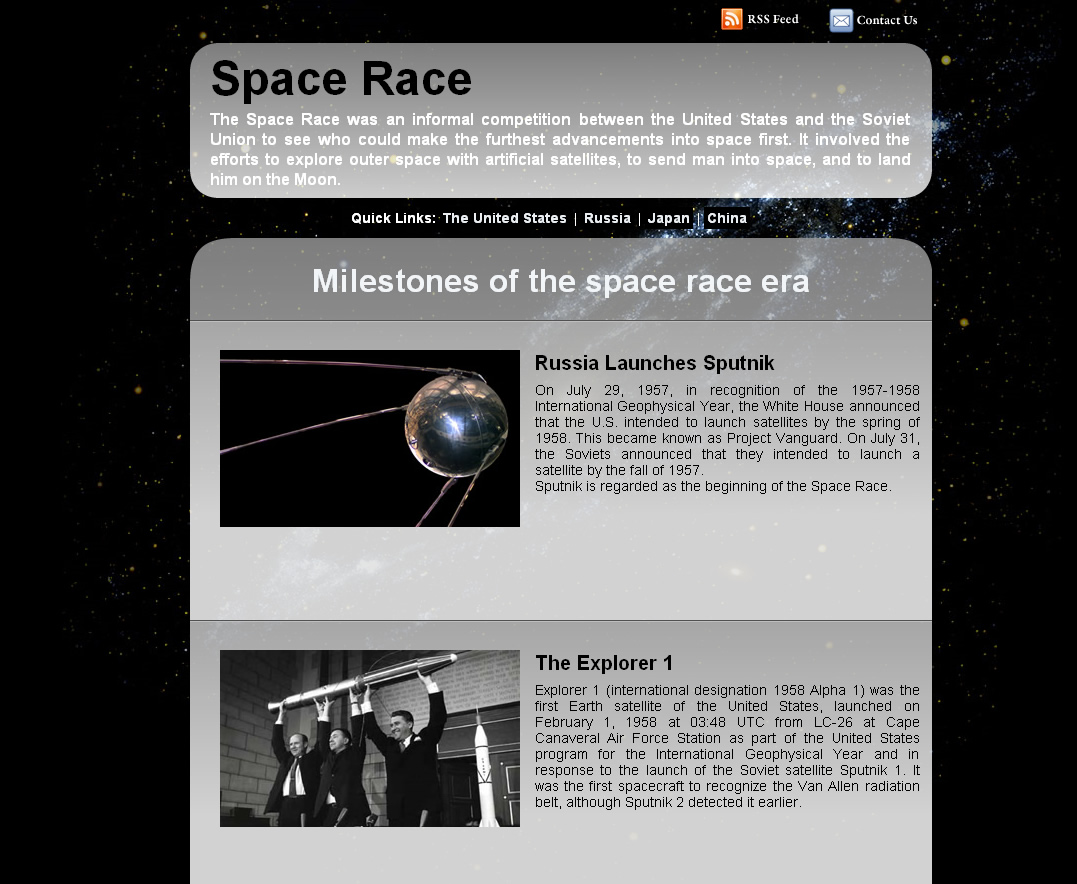 RSS Feed Contact Us
Space Race
The Space Race was an informal competition between the United States and the Soviet
Union to see who could make the furthest advancements into space first. It involved the
efforts to explore outer space with artificial satellites, to send man into space, and to land
him on the Moon.
Quick Links: The United States | Russia | Japan | China
Milestones of the space race era
Russia Launches Sputnik
On July 29, 1957, in recognition of the 1957-1958
International Geophysical Year, the White House announced
that the U.S. intended to launch satellites by the spring of
1958. This became known as Project Vanguard. On July 31,
the Soviets announced that they intended to launch a
satellite by the fall of 1957.
Sputnik is regarded as the beginning of the Space Race.
The Explorer 1
Explorer 1 (international designation 1958 Alpha 1) was the
first Earth satellite of the United States, launched on
February 1, 1958 at 03:48 UTC from LC-26 at Cape
Canaveral Air Force Station as part of the United States
program for the International Geophysical Year and in
response to the launch of the Soviet satellite Sputnik 1. It
was the first spacecraft to recognize the Van Allen radiation
belt, although Sputnik 2 detected it earlier.